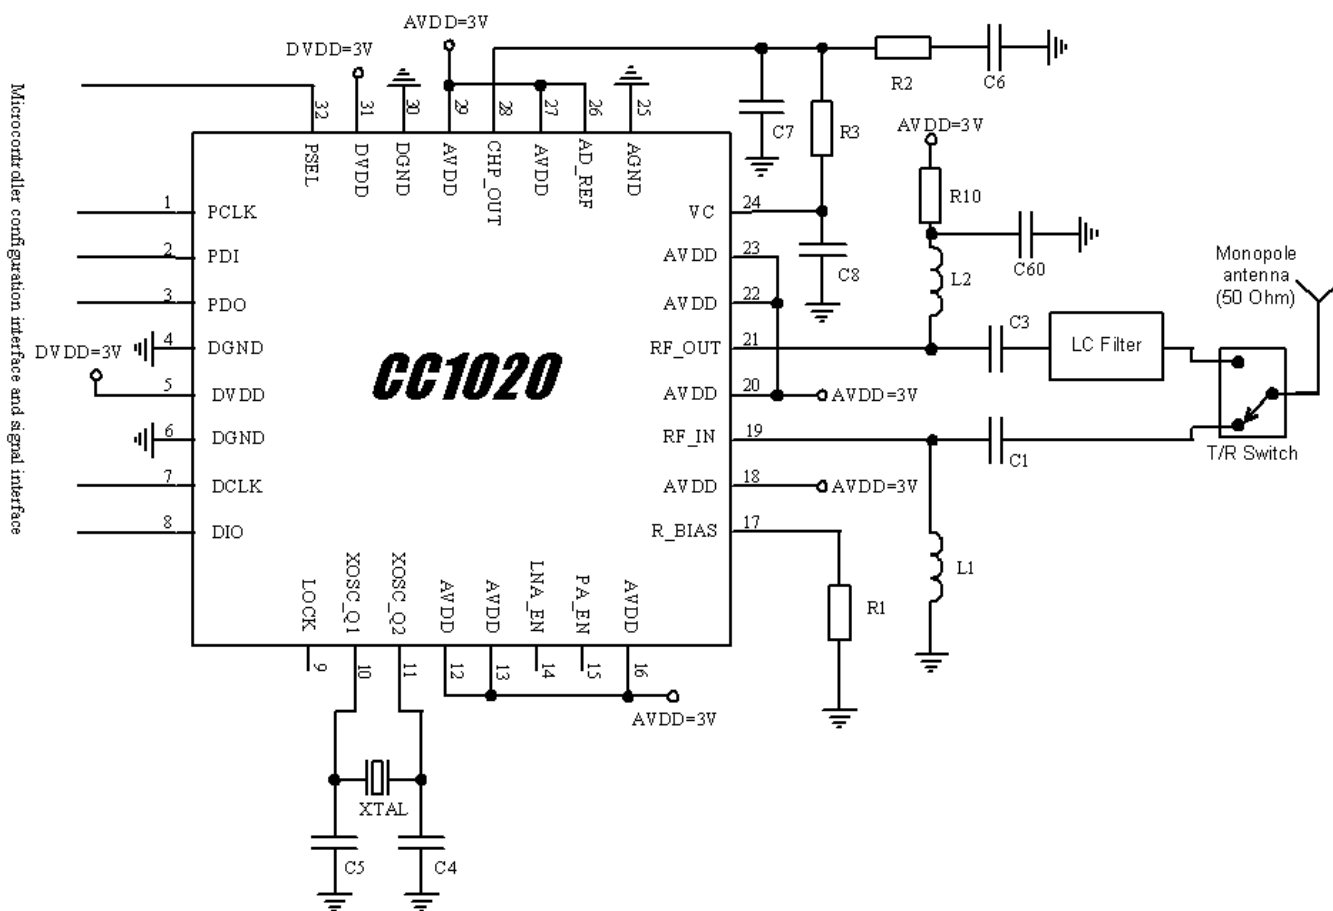 AVDD=3V
DVDD=3V
R2
C6
Microcontroller configuration interface and signal interface
32
31
30
29
28
27
26
25
C7
R3
AVDD=3V
PSEL
DVDD
DGND
AVDD
CHP_OUT
AVDD
AD_REF
AGND
R10
1
PCLK
VC
24
2
PDI
AVDD
23
C8
C60
L2
Monopole
antenna
(50 Ohm)
3
PDO
AVDD
22
DVDD=3V
4
DGND
CC1020
RF_OUT
21
C3
LC Filter
5
DVDD
AVDD
20
AVDD=3V
6
DGND
RF_IN
19
C1
T/R Switch
7
DCLK
AVDD
18
AVDD=3V
8
DIO
R_BIAS
17
L1
R1
LOCK
XOSC_Q1
XOSC_Q2
AVDD
AVDD
LNA_EN
PA_EN
AVDD
9
10
11
12
13
14
15
16
AVDD=3V
XTAL
C5
C4